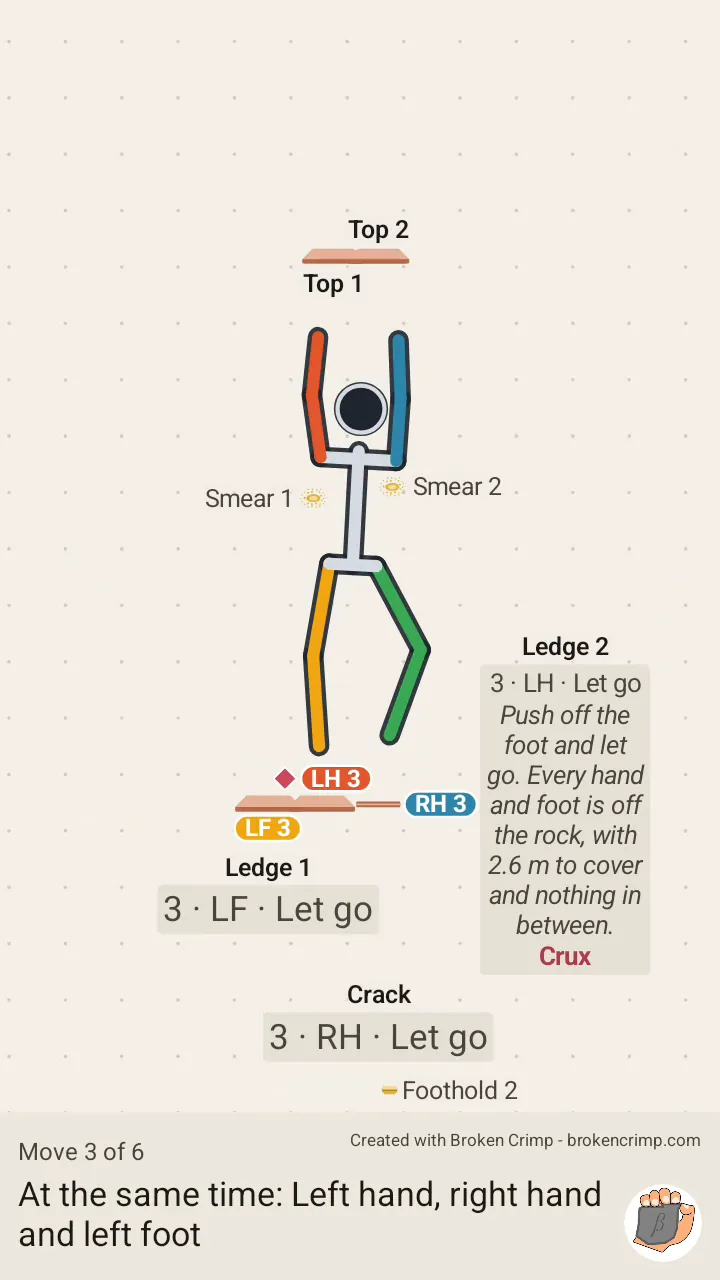 Top 2
Top 1
Smear 1
Smear 2
Ledge 2
3 · LH · Let go
Push off the
foot and let
go. Every hand
and foot is off
the rock, with
2.6 m to cover
and nothing in
between.
Crux
LH 3
RH 3
LF 3
Ledge 1
3 · LF · Let go
Crack
3 · RH · Let go
Foothold 2
Move 3 of 6
Created with Broken Crimp - brokencrimp.com
At the same time: Left hand, right hand
and left foot
β